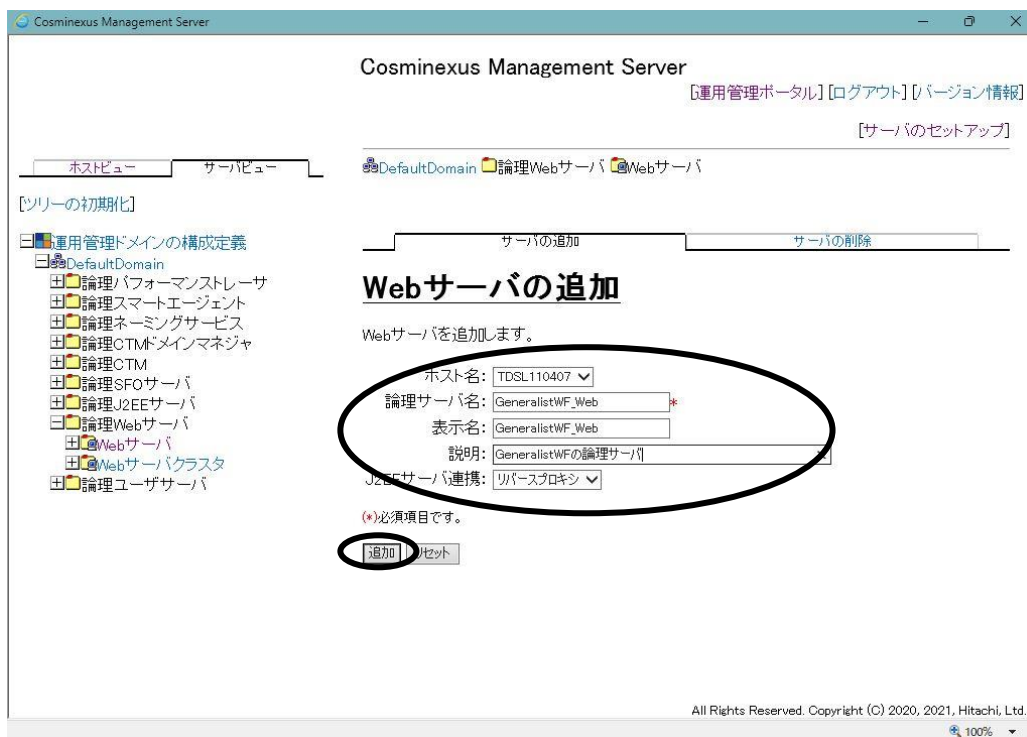 Cosminexus Management Server
Cosminexus Management Server
[運用管理ポータル] [ログアウト] [バージョン情報]
[サーバのセットアップ]
ホストビュー サーバビュー
DefaultDomain 論理Webサーバ Webサーバ
[ツリーの初期化]
運用管理ドメインの構成定義
DefaultDomain
論理パフォーマンストレーサ
論理スマートエージェント
論理ネーミングサービス
論理CTMドメインマネジャ
論理CTM
論理SFOサーバ
論理J2EEサーバ
論理Webサーバ
Webサーバ
Webサーバクラスタ
論理ユーザサーバ
サーバの追加 サーバの削除
Webサーバの追加
Webサーバを追加します。
ホスト名: TDSL110407
論理サーバ名: GeneralistWF_Web *
表示名: GeneralistWF_Web
説明: GeneralistWFの論理サーバ
J2EEサーバ連携: リバースプロキシ
(*)必須項目です。
追加 リセット
All Rights Reserved. Copyright (C) 2020, 2021, Hitachi, Ltd.
100%